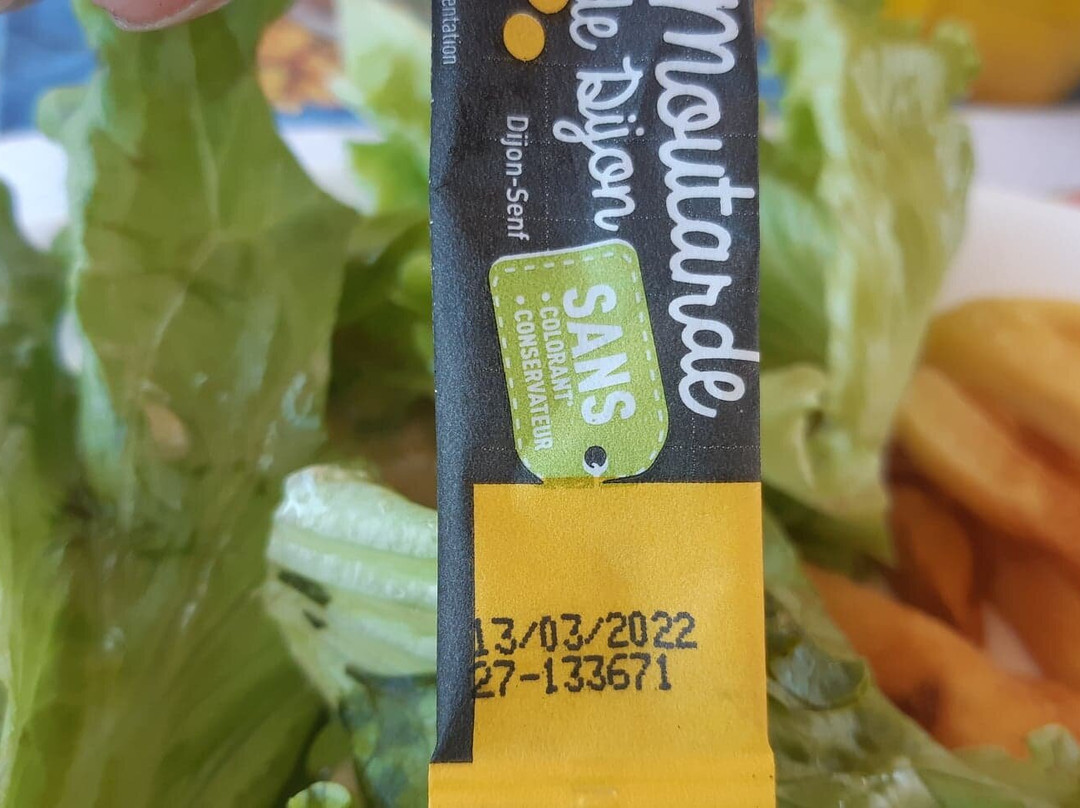 Moutarde
de Dijon
Dijon-Senf
SANS
•COLORANT
•CONSERVATEUR
13/03/2022
27-133671